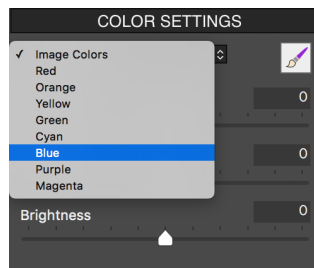 COLOR SETTINGS
✓ Image Colors
Red
Orange
0
Yellow
Green
Cyan
Blue
0
Purple
Magenta
Brightness 0